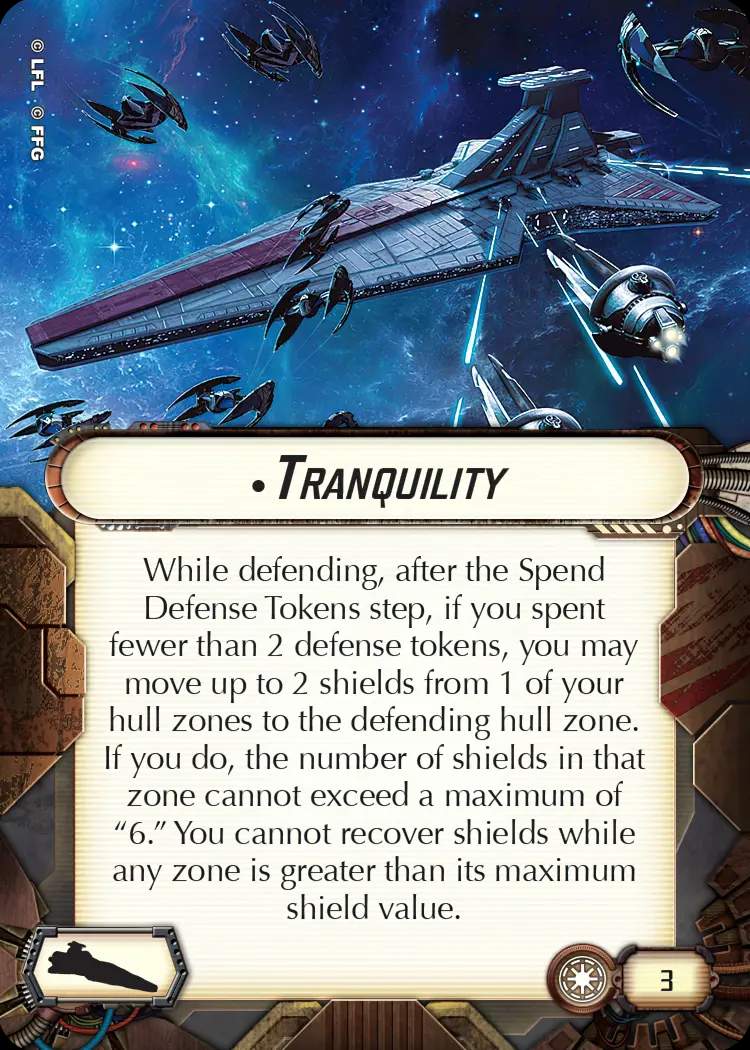 © LFL © FFG
• TRANQUILITY
While defending, after the Spend
Defense Tokens step, if you spent
fewer than 2 defense tokens, you may
move up to 2 shields from 1 of your
hull zones to the defending hull zone.
If you do, the number of shields in that
zone cannot exceed a maximum of
“6.” You cannot recover shields while
any zone is greater than its maximum
shield value.
3